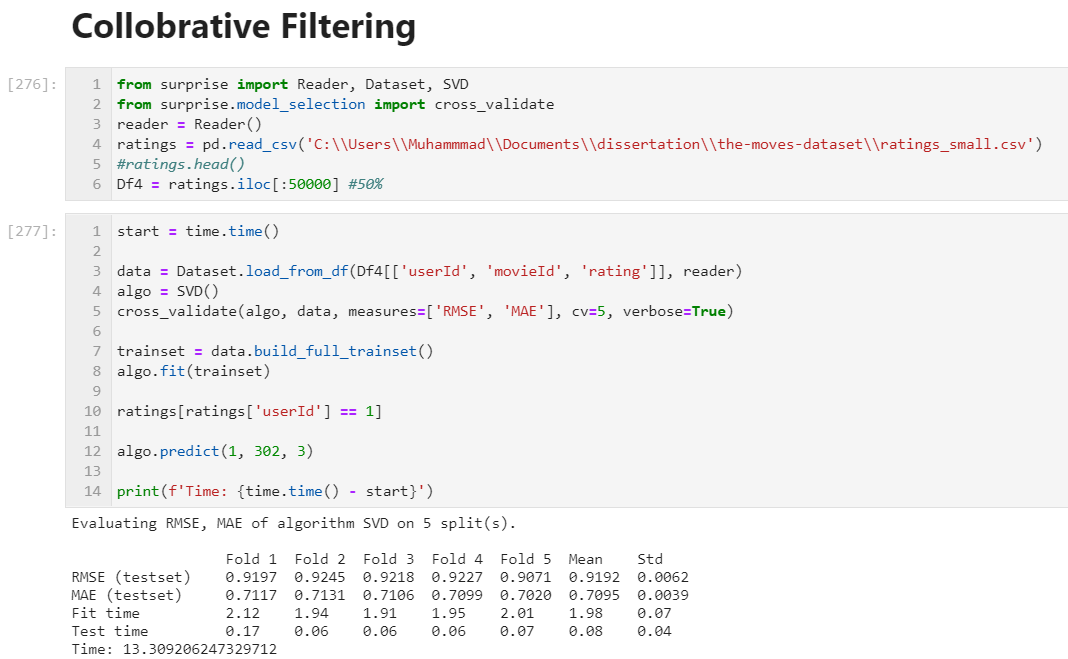 Collobrative Filtering
[276]:
1 from surprise import Reader, Dataset, SVD
2 from surprise.model_selection import cross_validate
3 reader = Reader()
4 ratings = pd.read_csv('C:\\Users\\Muhammmad\\Documents\\dissertation\\the-moves-dataset\\ratings_small.csv')
5 #ratings.head()
6 Df4 = ratings.iloc[:50000] #50%
[277]:
1 start = time.time()
2
3 data = Dataset.load_from_df(Df4[['userId', 'movieId', 'rating']], reader)
4 algo = SVD()
5 cross_validate(algo, data, measures=['RMSE', 'MAE'], cv=5, verbose=True)
6
7 trainset = data.build_full_trainset()
8 algo.fit(trainset)
9
10 ratings[ratings['userId'] == 1]
11
12 algo.predict(1, 302, 3)
13
14 print(f'Time: {time.time() - start}')
Evaluating RMSE, MAE of algorithm SVD on 5 split(s).
Fold 1 Fold 2 Fold 3 Fold 4 Fold 5 Mean Std
RMSE (testset) 0.9197 0.9245 0.9218 0.9227 0.9071 0.9192 0.0062
MAE (testset) 0.7117 0.7131 0.7106 0.7099 0.7020 0.7095 0.0039
Fit time 2.12 1.94 1.91 1.95 2.01 1.98 0.07
Test time 0.17 0.06 0.06 0.06 0.07 0.08 0.04
Time: 13.309206247329712